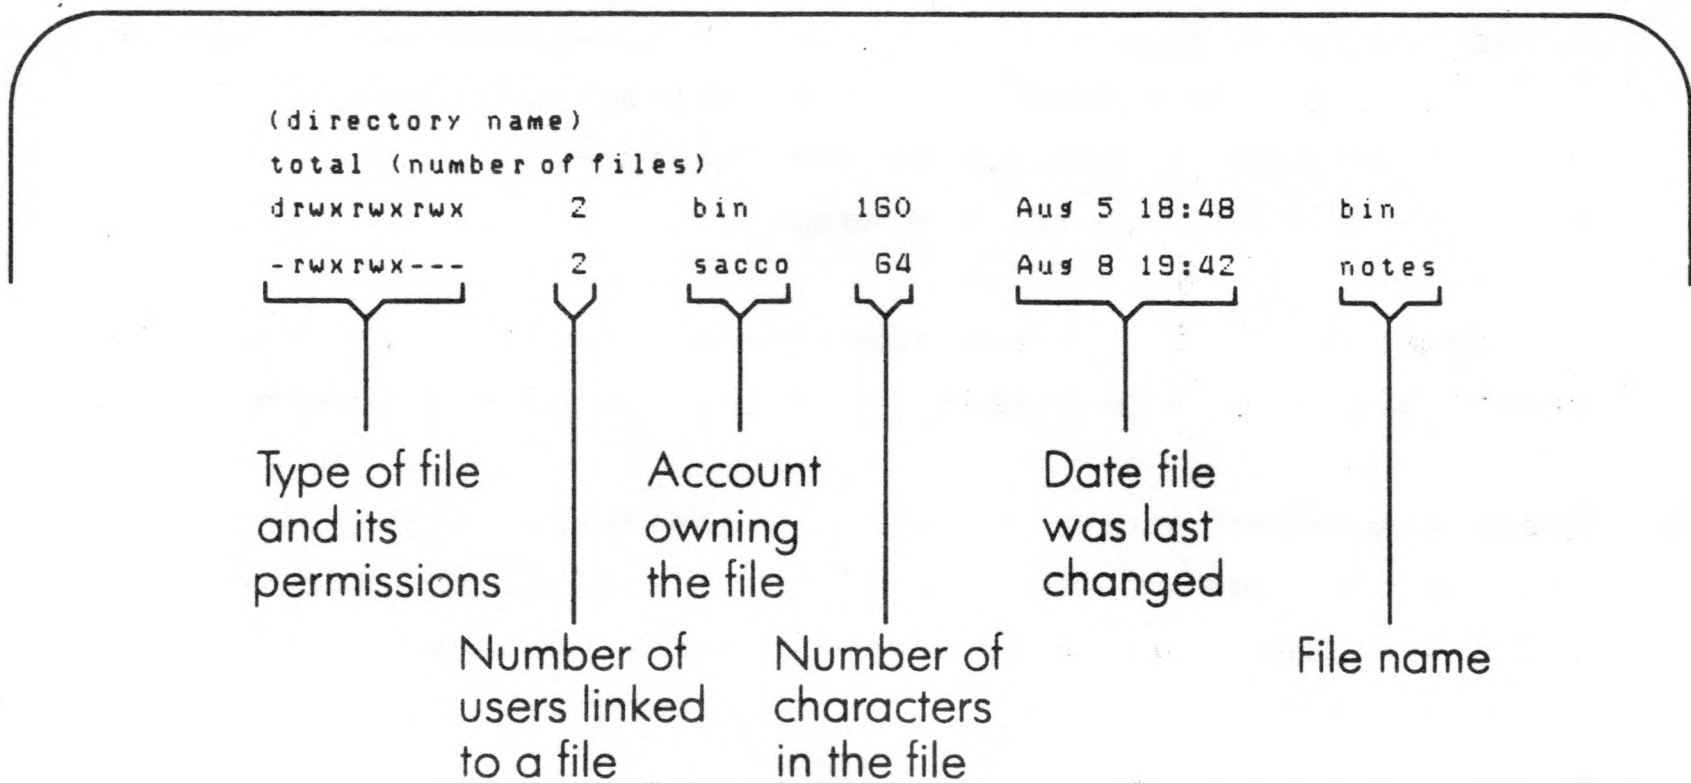 (directory name)
total (number of files)
drwxrwxrwx 2 bin 160 Aug 5 18:48 bin
-rwxrwx--- 2 sacco 64 Aug 8 19:42 notes
Type of file
and its
permissions
Number of
users linked
to a file
Account
owning
the file
Number of
characters
in the file
Date file
was last
changed
File name